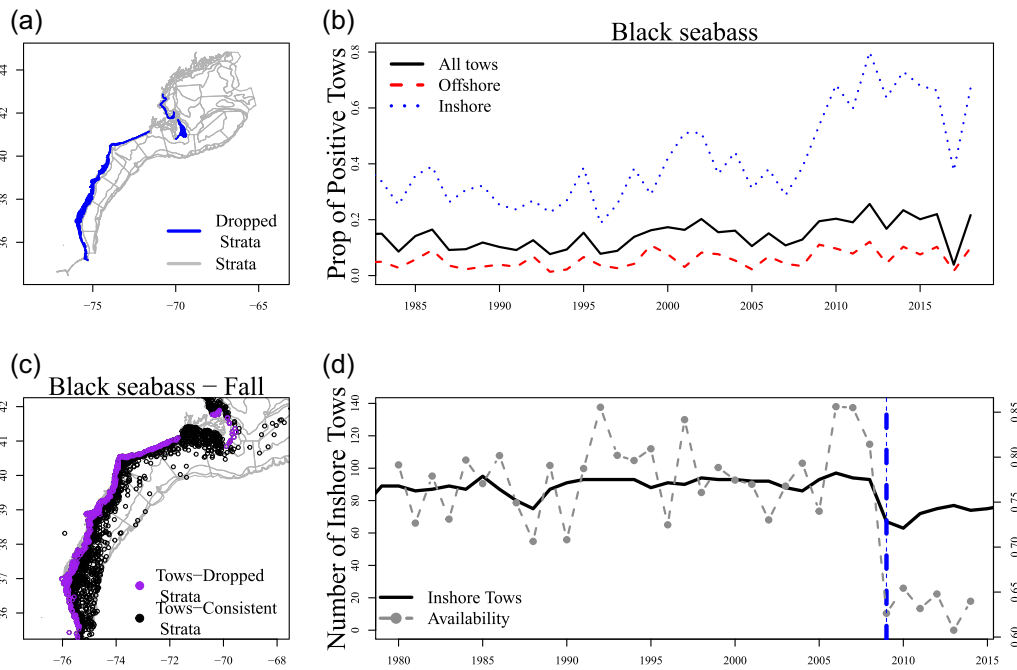 (a)
44
42
40
38
36
−75
−70
−65
Dropped
Strata
Strata
(b)
Black seabass
Prop of Positive Tows
0.8
0.6
0.4
0.2
0.0
All tows
Offshore
Inshore
1985
1990
1995
2000
2005
2010
2015
(c)
Black seabass − Fall
42
41
40
39
38
37
36
−76
−74
−72
−70
−68
Tows−Dropped
Strata
Tows−Consistent
Strata
(d)
Number of Inshore Tows
140
120
100
80
60
40
20
0
Inshore Tows
Availability
0.85
0.80
0.75
0.70
0.65
0.60
1980
1985
1990
1995
2000
2005
2010
2015